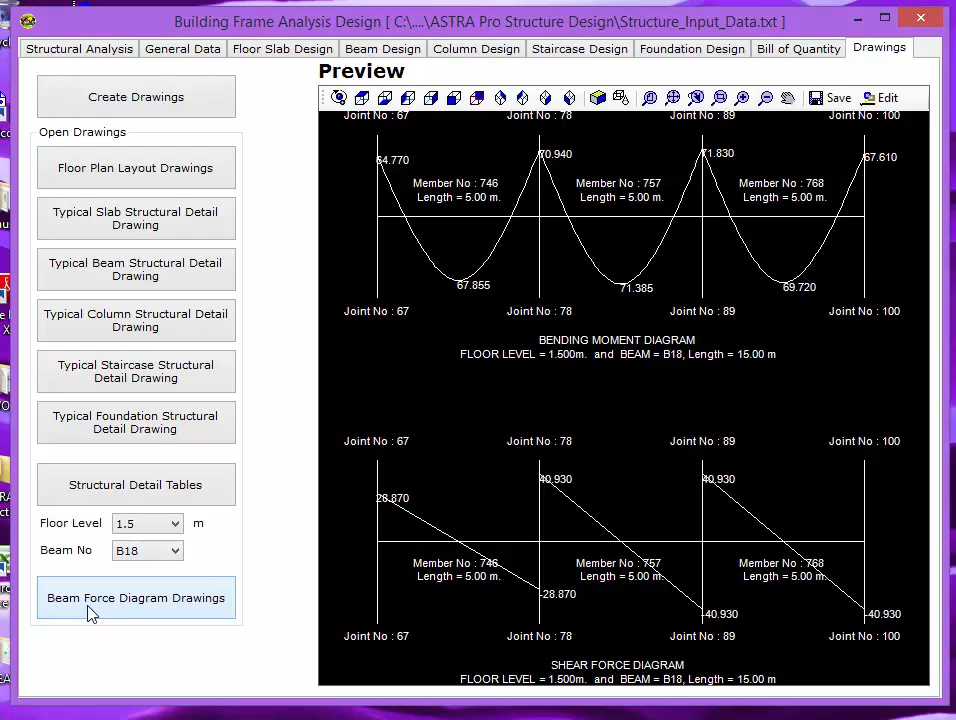 Building Frame Analysis Design [ C:\....\ASTRA Pro Structure Design\Structure_Input_Data.txt ]
Structural Analysis General Data Floor Slab Design Beam Design Column Design Staircase Design Foundation Design Bill of Quantity Drawings
Create Drawings
Open Drawings
Floor Plan Layout Drawings
Typical Slab Structural Detail
Drawing
Typical Beam Structural Detail
Drawing
Typical Column Structural Detail
Drawing
Typical Staircase Structural
Detail Drawing
Typical Foundation Structural
Detail Drawing
Structural Detail Tables
Floor Level 1.5 m
Beam No B18
Beam Force Diagram Drawings
Preview
Save Edit
Joint No : 67 Joint No : 78 Joint No : 89 Joint No : 100
64.770 70.940 71.830 67.610
Member No : 746 Member No : 757 Member No : 768
Length = 5.00 m. Length = 5.00 m. Length = 5.00 m.
67.855 71.385 69.720
Joint No : 67 Joint No : 78 Joint No : 89 Joint No : 100
BENDING MOMENT DIAGRAM
FLOOR LEVEL = 1.500m. and BEAM = B18, Length = 15.00 m
Joint No : 67 Joint No : 78 Joint No : 89 Joint No : 100
28.870 40.930 40.930
Member No : 746 Member No : 757 Member No : 768
Length = 5.00 m. Length = 5.00 m. Length = 5.00 m.
-28.870 -40.930 -40.930
Joint No : 67 Joint No : 78 Joint No : 89 Joint No : 100
SHEAR FORCE DIAGRAM
FLOOR LEVEL = 1.500m. and BEAM = B18, Length = 15.00 m